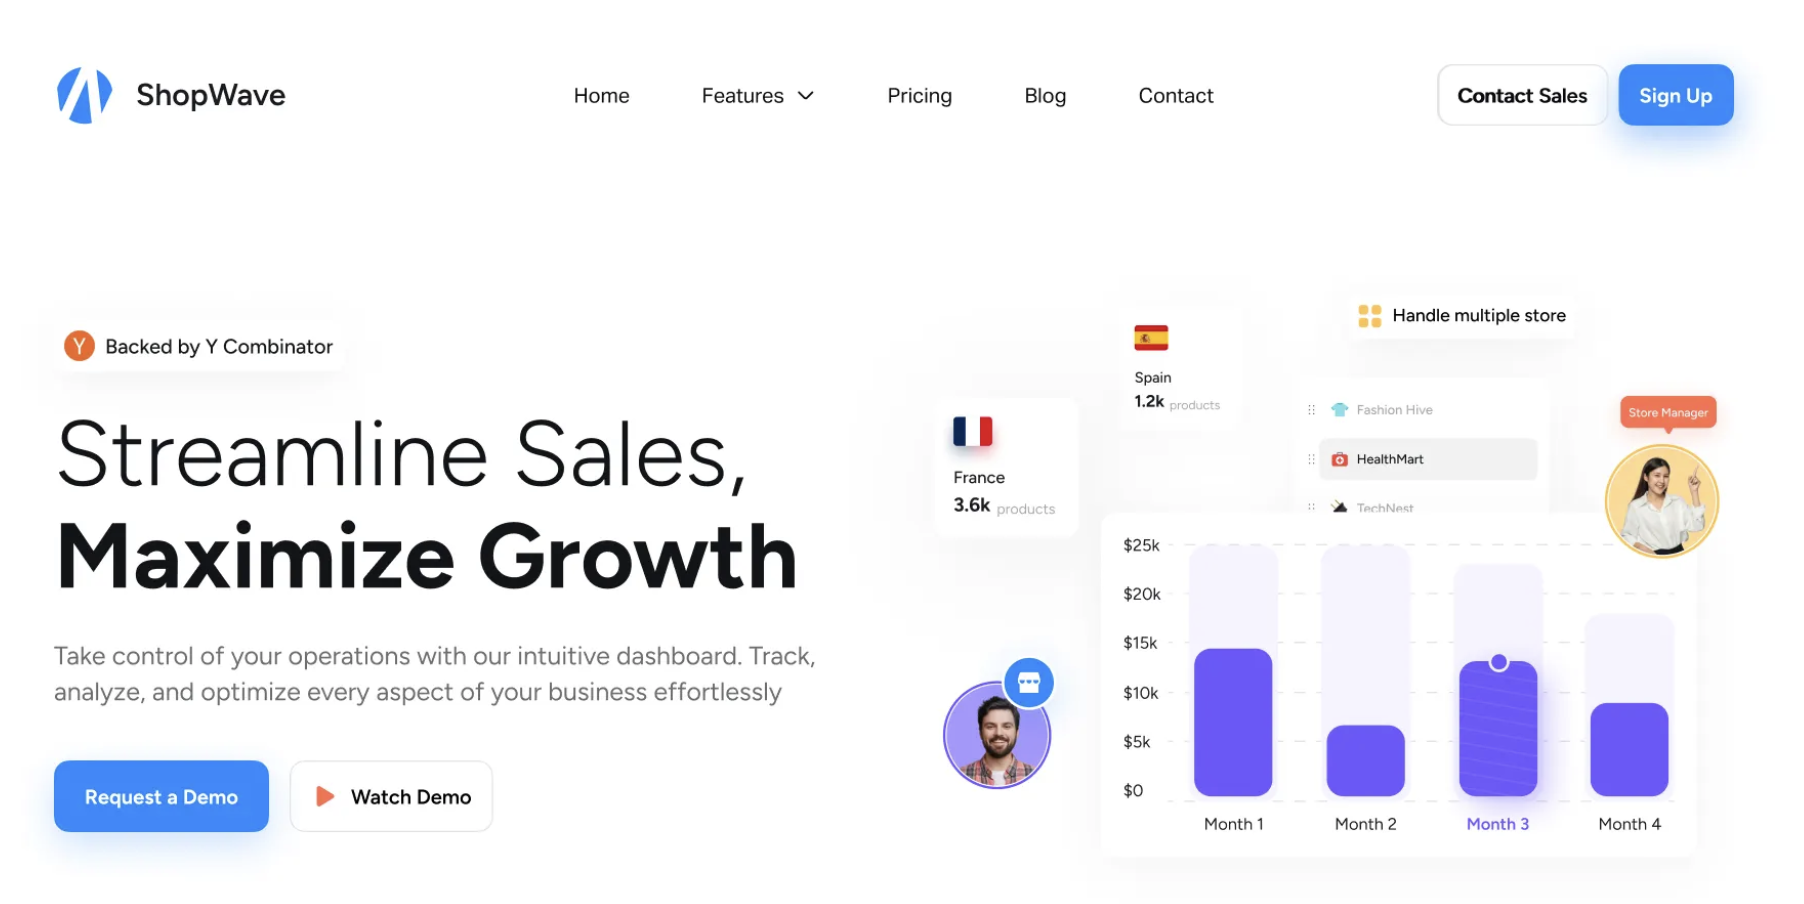 ShopWave
Home
Features
Pricing
Blog
Contact
Contact Sales
Sign Up
Y
Backed by Y Combinator
Streamline Sales,
Maximize Growth
Take control of your operations with our intuitive dashboard. Track,
analyze, and optimize every aspect of your business effortlessly
Request a Demo
Watch Demo
Handle multiple store
Spain
1.2k products
France
3.6k products
Fashion Hive
HealthMart
TechNest
Store Manager
$25k
$20k
$15k
$10k
$5k
$0
Month 1
Month 2
Month 3
Month 4